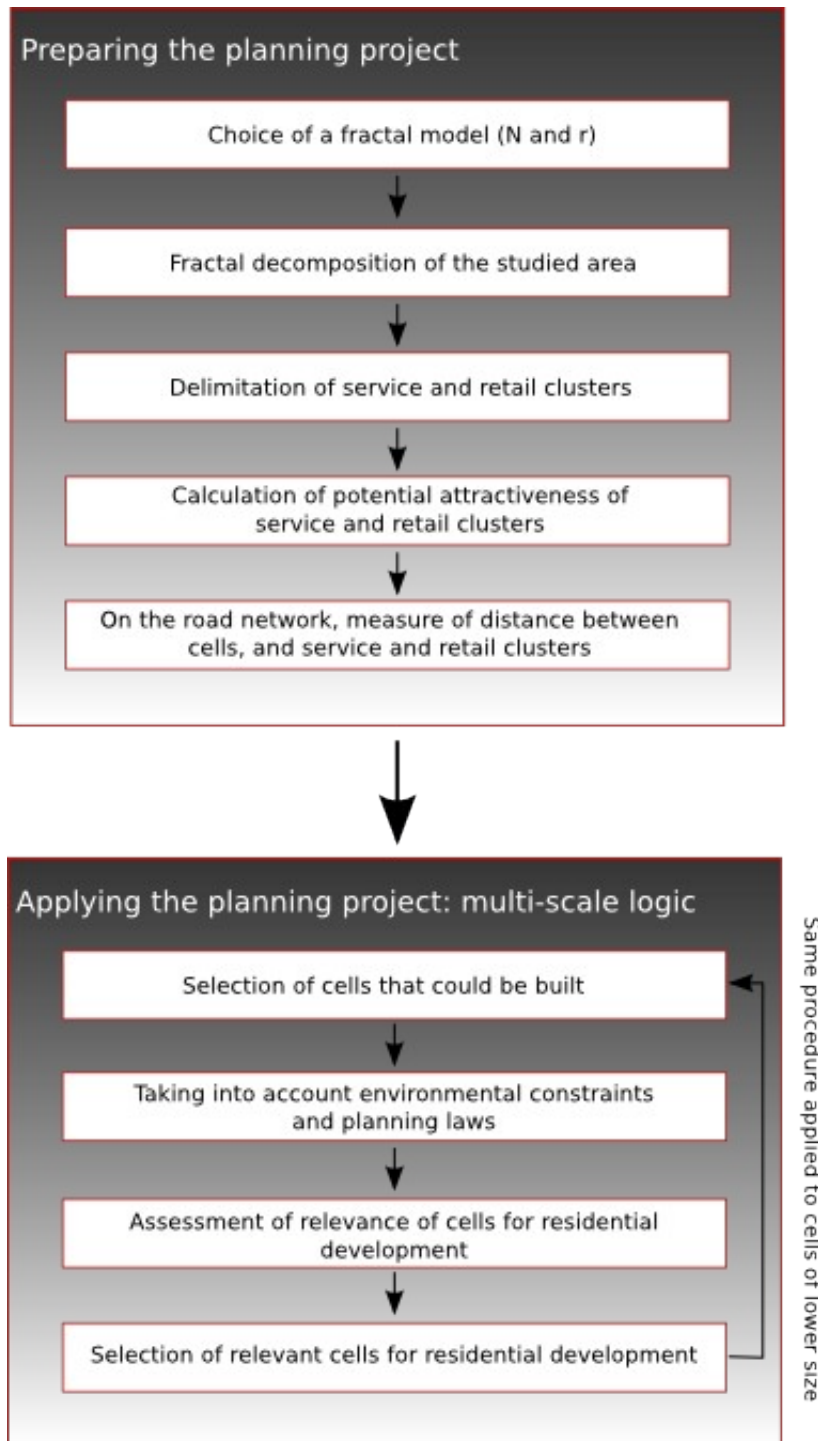 Preparing the planning project
Choice of a fractal model (N and r)
Fractal decomposition of the studied area
Delimitation of service and retail clusters
Calculation of potential attractiveness of
service and retail clusters
On the road network, measure of distance between
cells, and service and retail clusters
Applying the planning project: multi-scale logic
Selection of cells that could be built
Taking into account environmental constraints
and planning laws
Assessment of relevance of cells for residential
development
Selection of relevant cells for residential development
Same procedure applied to cells of lower size